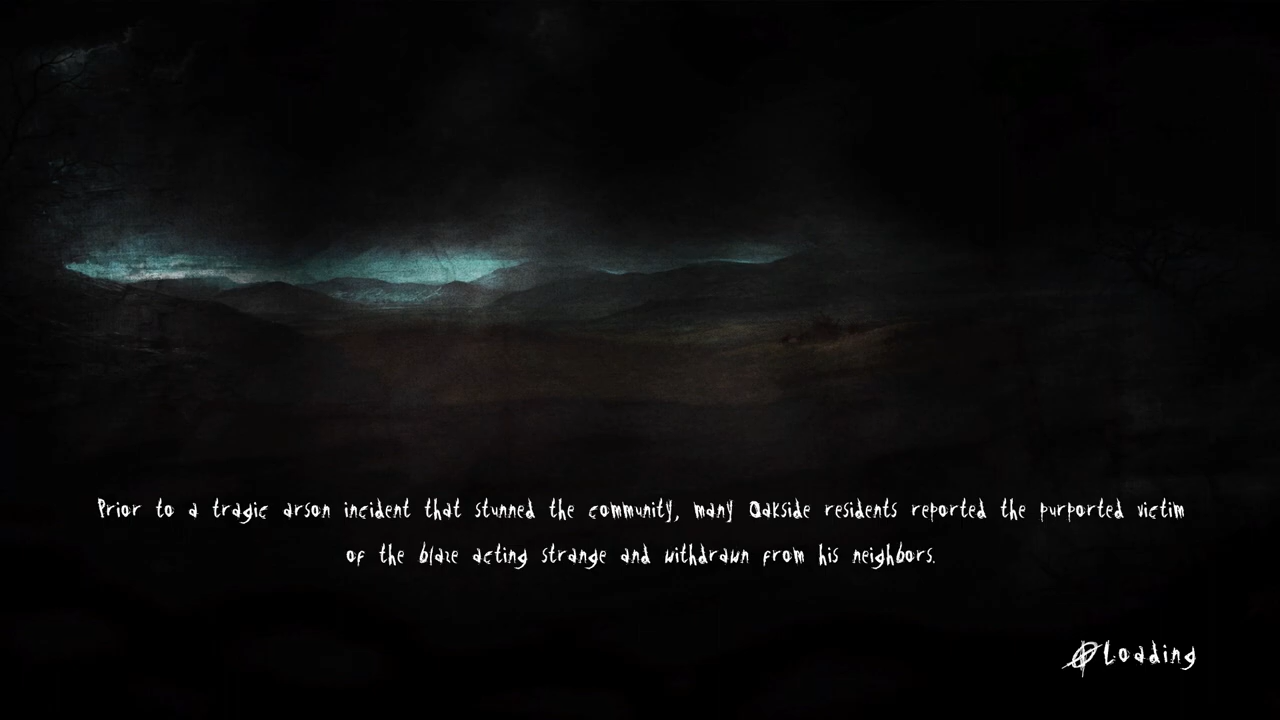 Prior to a tragic arson incident that stunned the community, many Oakside residents reported the purported victim
of the blaze acting strange and withdrawn from his neighbors.
Loading